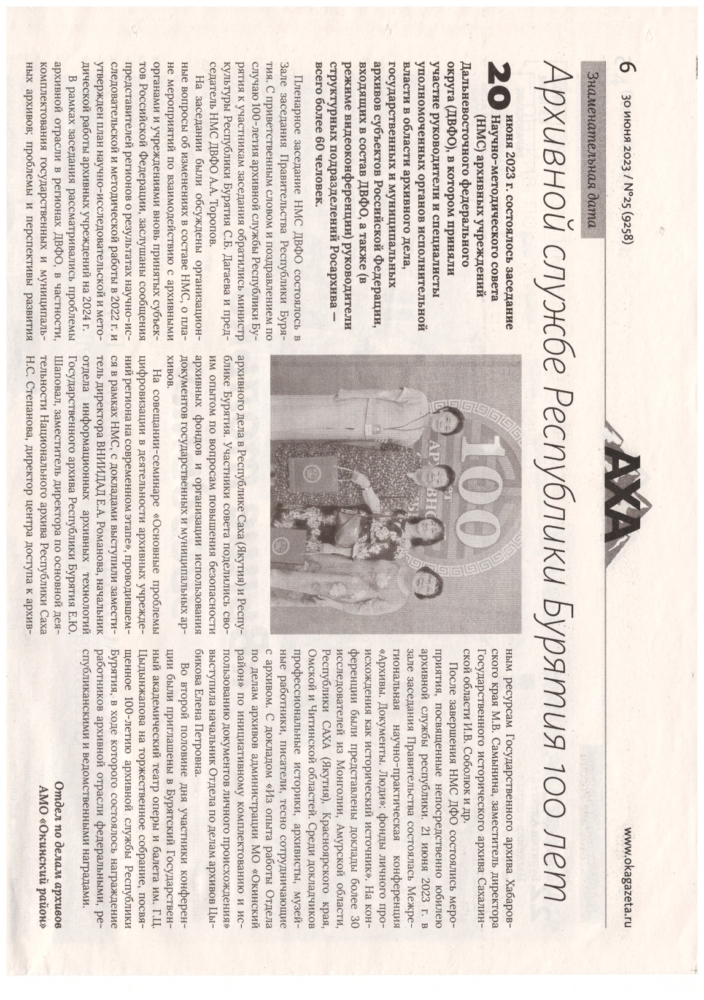 6 30 июня 2023 / №25 (9258)
АХА
www.okagazeta.ru
Знаменательная дата
Архивной службе Республики Бурятия 100 лет
20 июня 2023 г. состоялось заседание
Научно-методического совета
(НМС) архивных учреждений
Дальневосточного федерального
округа (ДВФО), в котором приняли
участие руководители и специалисты
уполномоченных органов исполнительной
власти в области архивного дела,
государственных и муниципальных
архивов субъектов Российской Федерации,
входящих в состав ДВФО, а также (в
режиме видеоконференции) руководители
структурных подразделений Росархива –
всего более 60 человек.
Пленарное заседание НМС ДВФО состоялось в
Зале заседания Правительства Республики Буря-
тия. С приветственным словом и поздравлением по
случаю 100-летия архивной службы Республики Бу-
рятия к участникам заседания обратились министр
культуры Республики Бурятия С.Б. Дагаева и пред-
седатель НМС ДВФО А.А. Торопов.
На заседании были обсуждены организацион-
ные вопросы об изменениях в составе НМС, о пла-
не мероприятий по взаимодействию с архивными
органами и учреждениями вновь принятых субъек-
тов Российской Федерации, заслушаны сообщения
представителей регионов о результатах научно-ис-
следовательской и методической работы в 2022 г. и
утвержден план научно-исследовательской и мето-
дической работы архивных учреждений на 2024 г.
В рамках заседания рассматривались проблемы
архивной отрасли в регионах ДВФО, в частности,
комплектования государственных и муниципаль-
ных архивов; проблемы и перспективы развития
100
архивного дела в Республике Саха (Якутия) и Респу-
блике Бурятия. Участники совета поделились сво-
им опытом по вопросам повышения безопасности
архивных фондов и организации использования
документов государственных и муниципальных ар-
хивов.
На совещании-семинаре «Основные проблемы
цифровизации в деятельности архивных учрежде-
ний региона на современном этапе», проводившем-
ся в рамках НМС, с докладами выступили замести-
тель директора ВНИИДАД Е.А. Романова, начальник
отдела информационных архивных технологий
Государственного архива Республики Бурятия Е.Ю.
Шаповал, заместитель директора по основной дея-
тельности Национального архива Республики Саха
Н.С. Степанова, директор центра доступа к архив-
ным ресурсам Государственного архива Хабаров-
ского края М.В. Самынина, заместитель директора
Государственного исторического архива Сахалин-
ской области И.В. Соболюк и др.
После завершения НМС ДФО состоялись меро-
приятия, посвященные непосредственно юбилею
архивной службы республики. 21 июня 2023 г. в
зале заседания Правительства состоялась Межре-
гиональная научно-практическая конференция
«Архивы. Документы. Люди»: фонды личного про-
исхождения как исторический источник». На кон-
ференции были представлены доклады более 30
исследователей из Монголии, Амурской области,
Республики САХА (Якутия), Красноярского края,
Омской и Читинской областей. Среди докладчиков
профессиональные историки, архивисты, музей-
ные работники, писатели, тесно сотрудничающие
с архивом. С докладом «Из опыта работы Отдела
по делам архивов администрации МО «Окинский
район» по инициативному комплектованию и ис-
пользованию документов личного происхождения»
выступила начальник Отдела по делам архивов Цы-
бикова Елена Петровна.
Во второй половине дня участники конферен-
ции были приглашены в Бурятский Государствен-
ный академический театр оперы и балета им. Г.Ц.
Цыдынжапова на торжественное собрание, посвя-
щенное 100-летию архивной службы Республики
Бурятия, в ходе которого состоялось награждение
работников архивной отрасли федеральными, ре-
спубликанскими и ведомственными наградами.
Отдел по делам архивов
АМО «Окинский район»